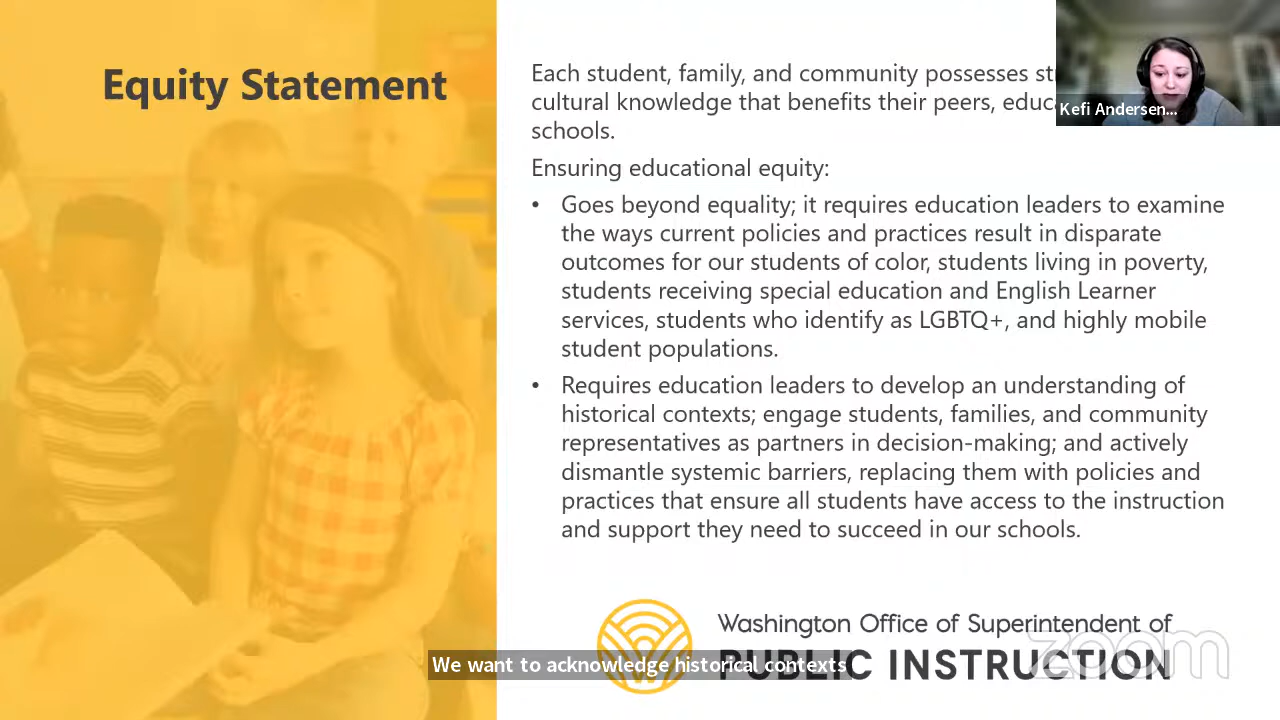 Equity Statement
Each student, family, and community possesses
cultural knowledge that benefits their peers,
schools.
Ensuring educational equity:
• Goes beyond equality; it requires education leaders to examine
the ways current policies and practices result in disparate
outcomes for our students of color, students living in poverty,
students receiving special education and English Learner
services, students who identify as LGBTQ+, and highly mobile
student populations.
• Requires education leaders to develop an understanding of
historical contexts; engage students, families, and community
representatives as partners in decision-making; and actively
dismantle systemic barriers, replacing them with policies and
practices that ensure all students have access to the instruction
and support they need to succeed in our schools.
Kefi Andersen...
Washington Office of Superintendent of
PUBLIC INSTRUCTION
zoom
We want to acknowledge historical contexts